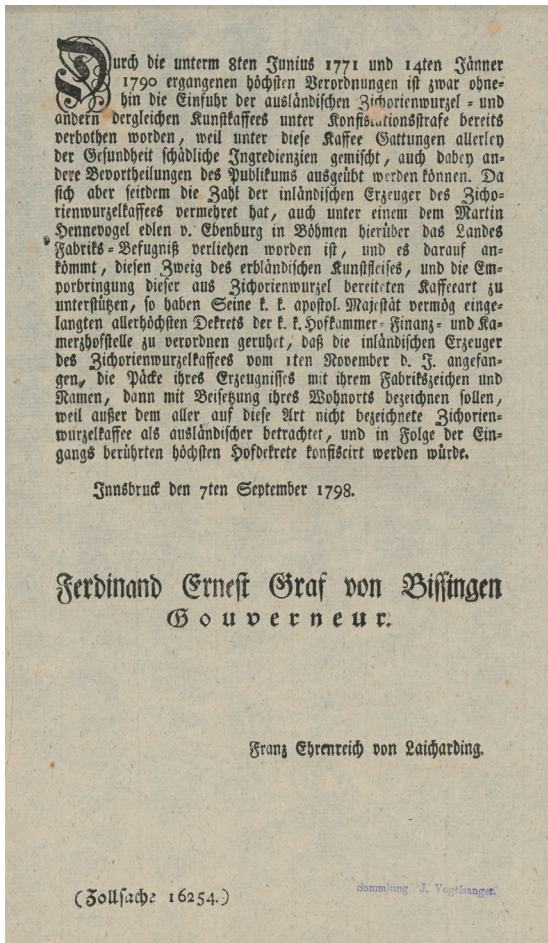 Durch die unterm 8ten Junius 1771 und 14ten Jänner
1790 ergangenen höchsten Verordnungen ist zwar ohne-
hin die Einfuhr der ausländischen Zichorienwurzel - und
andern dergleichen Kunstkaffees unter Konfiskationsstrafe bereits
verbothen worden, weil unter diese Kaffee Gattungen allerley
der Gesundheit schädliche Ingredienzien gemischt, auch dabey an-
dere Bevortheilungen des Publikums ausgeübt werden können. Da
sich aber seitdem die Zahl der inländischen Erzeuger des Zicho-
rienwurzelkaffees vermehret hat, auch unter einem dem Martin
Hennevogel edlen v. Ebenburg in Böhmen hierüber das Landes
Fabriks-Befugniß verliehen worden ist, und es darauf an-
kömmt, diesen Zweig des erbländischen Kunstfleises, und die Em-
porbringung dieser aus Zichorienwurzel bereiteten Kaffeeart zu
unterstützen, so haben Seine k. k. apostol. Majestät vermög einge-
langten allerhöchsten Dekrets der k. k. Hofkammer- Finanz- und Ka-
merzhofstelle zu verordnen geruhet, daß die inländischen Erzeuger
des Zichorienwurzelkaffees vom 1ten November d. J. angefan-
gen, die Päcke ihres Erzeugnisses mit ihrem Fabrikszeichen und
Namen, dann mit Beisetzung ihres Wohnorts bezeichnen sollen,
weil außer dem aller auf diese Art nicht bezeichnete Zichorien-
wurzelkaffee als ausländischer betrachtet, und in Folge der Ein-
gangs berührten höchsten Hofdekrete konfiscirt werden würde.
Innsbruck den 7ten September 1798.
Ferdinand Ernest Graf von Bissingen
Gouverneur.
Franz Ehrenreich von Laicharding.
(Zollsache 16254.)
Sammlung J. Vogelsanger.